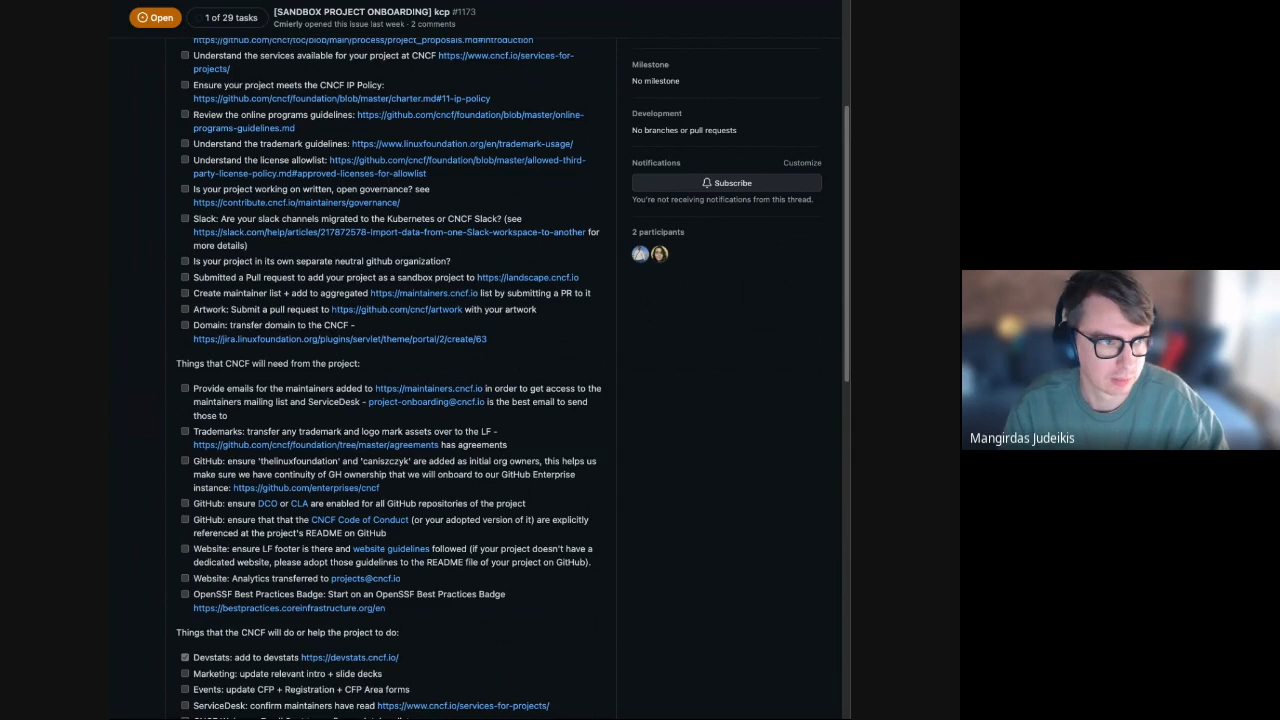 Open
1 of 29 tasks
[SANDBOX PROJECT ONBOARDING] kcp #1173
Cmierly opened this issue last week · 2 comments
https://github.com/cncf/toc/blob/main/process/project_proposals.md#introduction
Understand the services available for your project at CNCF https://www.cncf.io/services-for-
projects/
Ensure your project meets the CNCF IP Policy:
https://github.com/cncf/foundation/blob/master/charter.md#11-ip-policy
Review the online programs guidelines: https://github.com/cncf/foundation/blob/master/online-
programs-guidelines.md
Understand the trademark guidelines: https://www.linuxfoundation.org/en/trademark-usage/
Understand the license allowlist: https://github.com/cncf/foundation/blob/master/allowed-third-
party-license-policy.md#approved-licenses-for-allowlist
Is your project working on written, open governance? see
https://contribute.cncf.io/maintainers/governance/
Slack: Are your slack channels migrated to the Kubernetes or CNCF Slack? (see
https://slack.com/help/articles/217872578-Import-data-from-one-Slack-workspace-to-another for
more details)
Is your project in its own separate neutral github organization?
Submitted a Pull request to add your project as a sandbox project to https://landscape.cncf.io
Create maintainer list + add to aggregated https://maintainers.cncf.io list by submitting a PR to it
Artwork: Submit a pull request to https://github.com/cncf/artwork with your artwork
Domain: transfer domain to the CNCF -
https://jira.linuxfoundation.org/plugins/servlet/theme/portal/2/create/63
Things that CNCF will need from the project:
Provide emails for the maintainers added to https://maintainers.cncf.io in order to get access to the
maintainers mailing list and ServiceDesk - project-onboarding@cncf.io is the best email to send
those to
Trademarks: transfer any trademark and logo mark assets over to the LF -
https://github.com/cncf/foundation/tree/master/agreements has agreements
GitHub: ensure 'thelinuxfoundation' and 'caniszczyk' are added as initial org owners, this helps us
make sure we have continuity of GH ownership that we will onboard to our GitHub Enterprise
instance: https://github.com/enterprises/cncf
GitHub: ensure DCO or CLA are enabled for all GitHub repositories of the project
GitHub: ensure that that the CNCF Code of Conduct (or your adopted version of it) are explicitly
referenced at the project's README on GitHub
Website: ensure LF footer is there and website guidelines followed (if your project doesn't have a
dedicated website, please adopt those guidelines to the README file of your project on GitHub).
Website: Analytics transferred to projects@cncf.io
OpenSSF Best Practices Badge: Start on an OpenSSF Best Practices Badge
https://bestpractices.coreinfrastructure.org/en
Things that the CNCF will do or help the project to do:
Devstats: add to devstats https://devstats.cncf.io/
Marketing: update relevant intro + slide decks
Events: update CFP + Registration + CFP Area forms
ServiceDesk: confirm maintainers have read https://www.cncf.io/services-for-projects/
Milestone
No milestone
Development
No branches or pull requests
Notifications
Customize
Subscribe
You're not receiving notifications from this thread.
2 participants
Mangirdas Judeikis